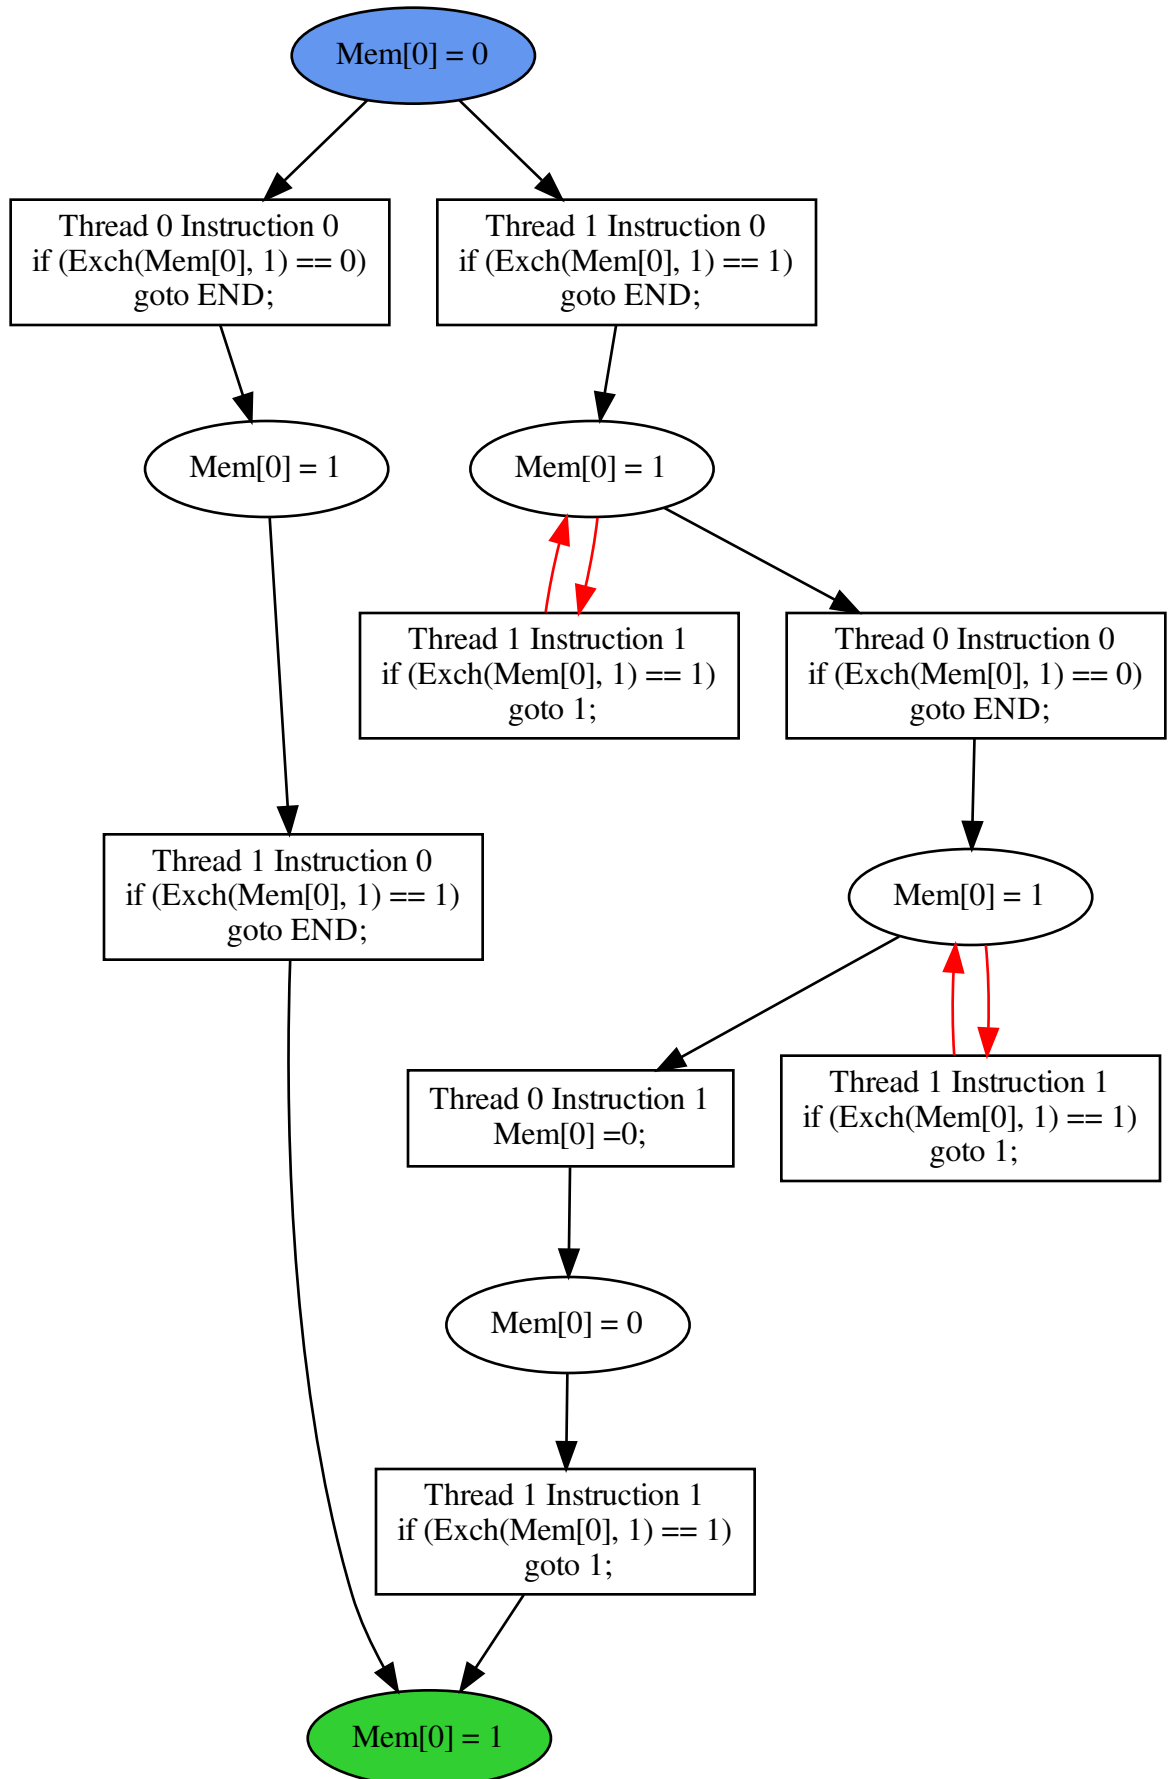 Mem[0] = 0
Thread 0 Instruction 0
if (Exch(Mem[0], 1) == 0)
goto END;
Thread 1 Instruction 0
if (Exch(Mem[0], 1) == 1)
goto END;
Mem[0] = 1
Mem[0] = 1
Thread 1 Instruction 1
if (Exch(Mem[0], 1) == 1)
goto 1;
Thread 0 Instruction 0
if (Exch(Mem[0], 1) == 0)
goto END;
Thread 1 Instruction 0
if (Exch(Mem[0], 1) == 1)
goto END;
Mem[0] = 1
Thread 0 Instruction 1
Mem[0] =0;
Thread 1 Instruction 1
if (Exch(Mem[0], 1) == 1)
goto 1;
Mem[0] = 0
Thread 1 Instruction 1
if (Exch(Mem[0], 1) == 1)
goto 1;
Mem[0] = 1